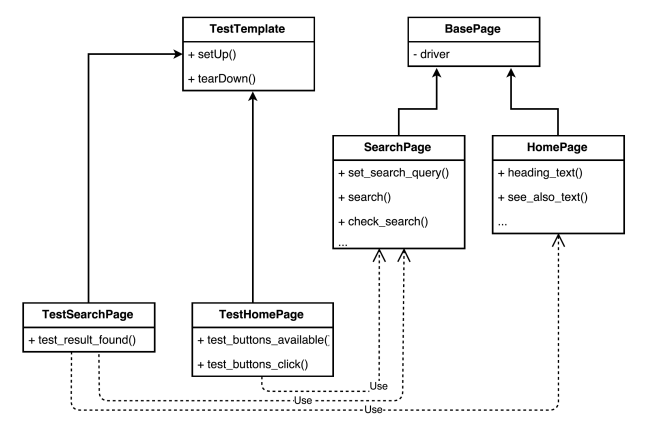 TestTemplate
+ setUp()
+ tearDown()
BasePage
- driver
SearchPage
+ set_search_query()
+ search()
+ check_search()
...
HomePage
+ heading_text()
+ see_also_text()
...
TestSearchPage
+ test_result_found()
TestHomePage
+ test_buttons_available(
+ test_buttons_click()
Use
Use
Use